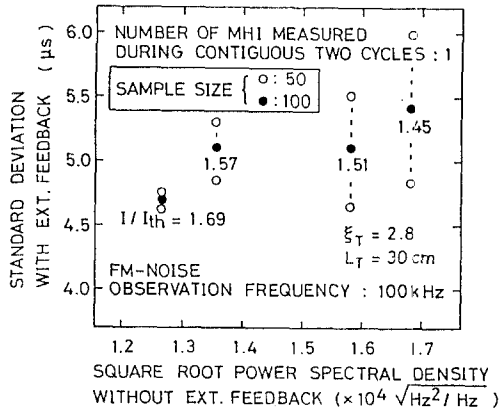 NUMBER OF MHI MEASURED
DURING CONTIGUOUS TWO CYCLES : 1
SAMPLE SIZE { ○ : 50
● : 100
STANDARD DEVIATION
WITH EXT. FEEDBACK (μs)
6.0
5.5
5.0
4.5
4.0
1.45
1.57
1.51
I / Ith = 1.69
ξT = 2.8
LT = 30 cm
FM-NOISE
OBSERVATION FREQUENCY : 100kHz
1.2 1.3 1.4 1.5 1.6 1.7
SQUARE ROOT POWER SPECTRAL DENSITY
WITHOUT EXT. FEEDBACK (×10⁴ √Hz²/Hz )